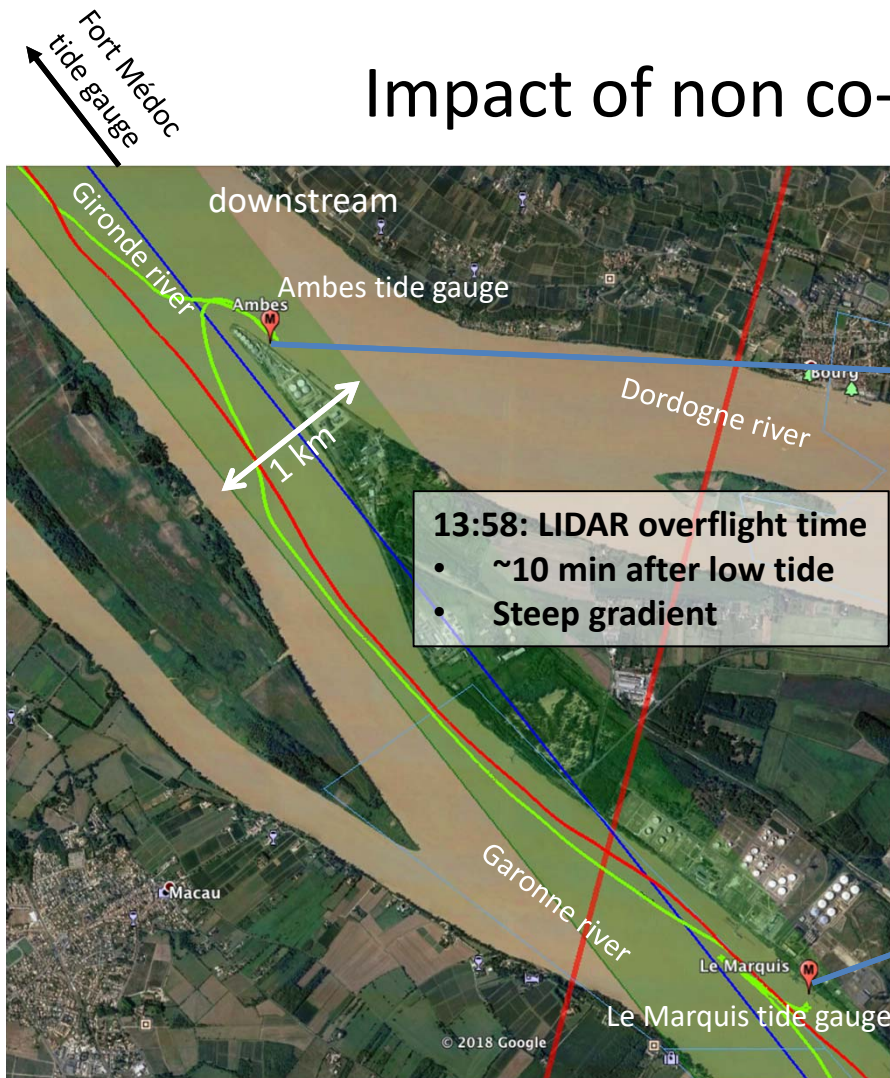 Fort Médoc
tide gauge
Impact of non co-
downstream
Gironde river
Ambes tide gauge
Ambes
M
Bourg
Dordogne river
1 km
13:58: LIDAR overflight time
• ~10 min after low tide
• Steep gradient
Macau
Garonne river
Le Marquis
M
Le Marquis tide gauge
© 2018 Google